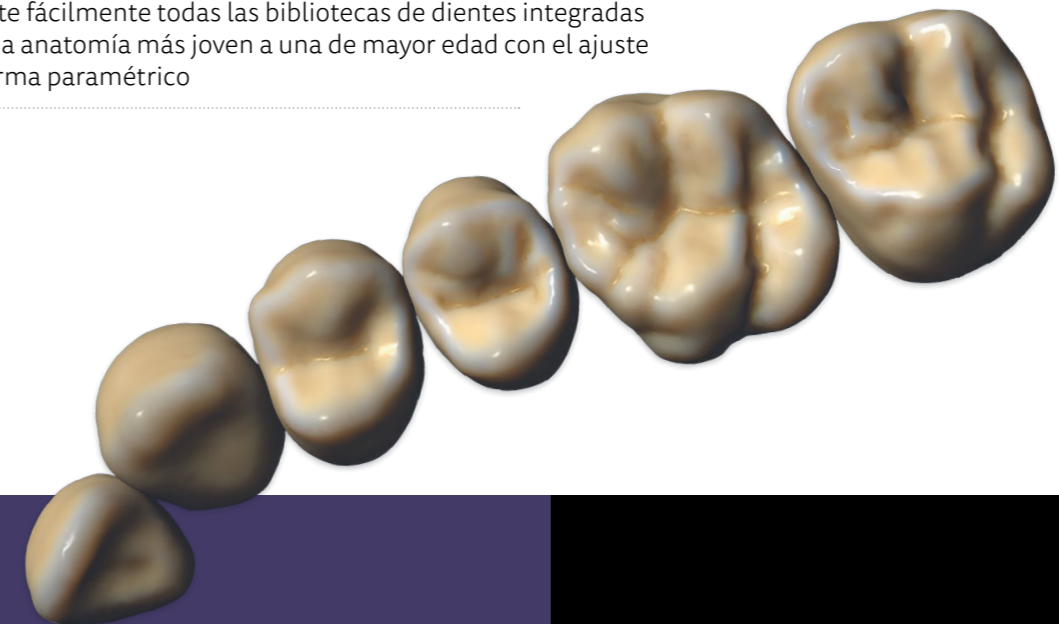 te fácilmente todas las bibliotecas de dientes integradas
a anatomía más joven a una de mayor edad con el ajuste
rma paramétrico